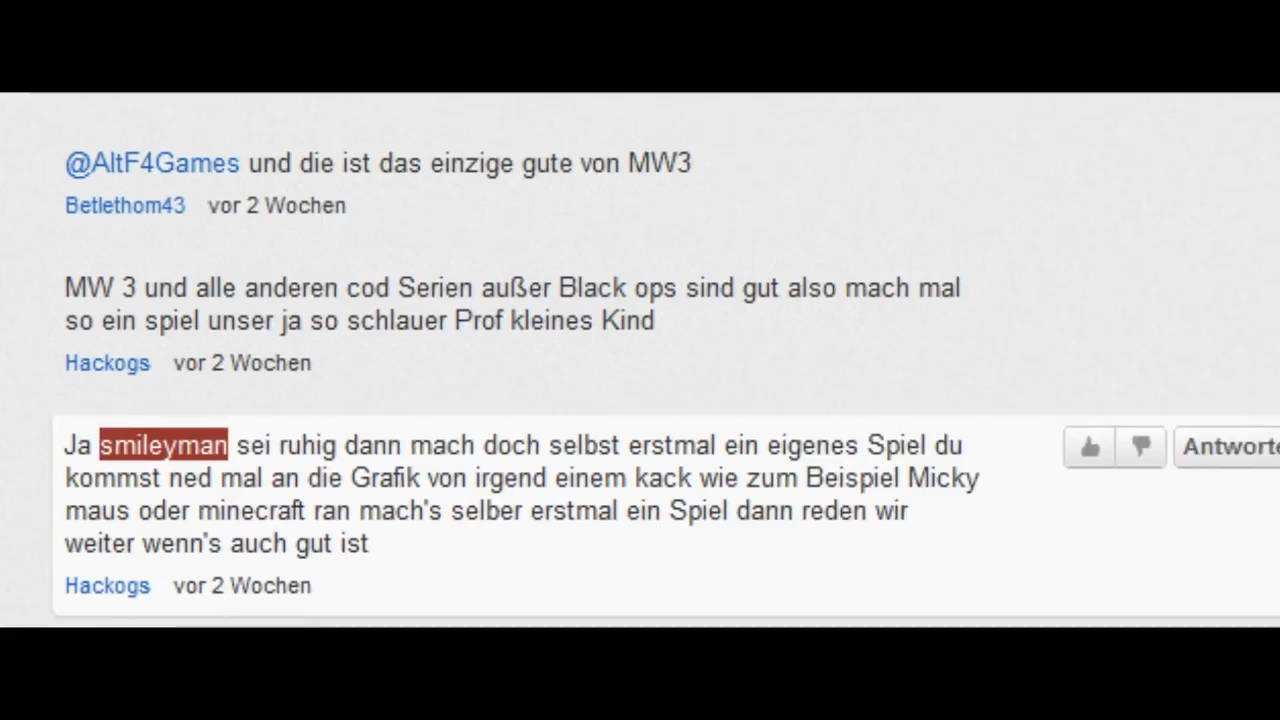 @AltF4Games und die ist das einzige gute von MW3
Betlethom43 vor 2 Wochen
MW 3 und alle anderen cod Serien außer Black ops sind gut also mach mal
so ein spiel unser ja so schlauer Prof kleines Kind
Hackogs vor 2 Wochen
Ja smileyman sei ruhig dann mach doch selbst erstmal ein eigenes Spiel du
kommst ned mal an die Grafik von irgend einem kack wie zum Beispiel Micky
maus oder minecraft ran mach's selber erstmal ein Spiel dann reden wir
weiter wenn's auch gut ist
Hackogs vor 2 Wochen
Antworte